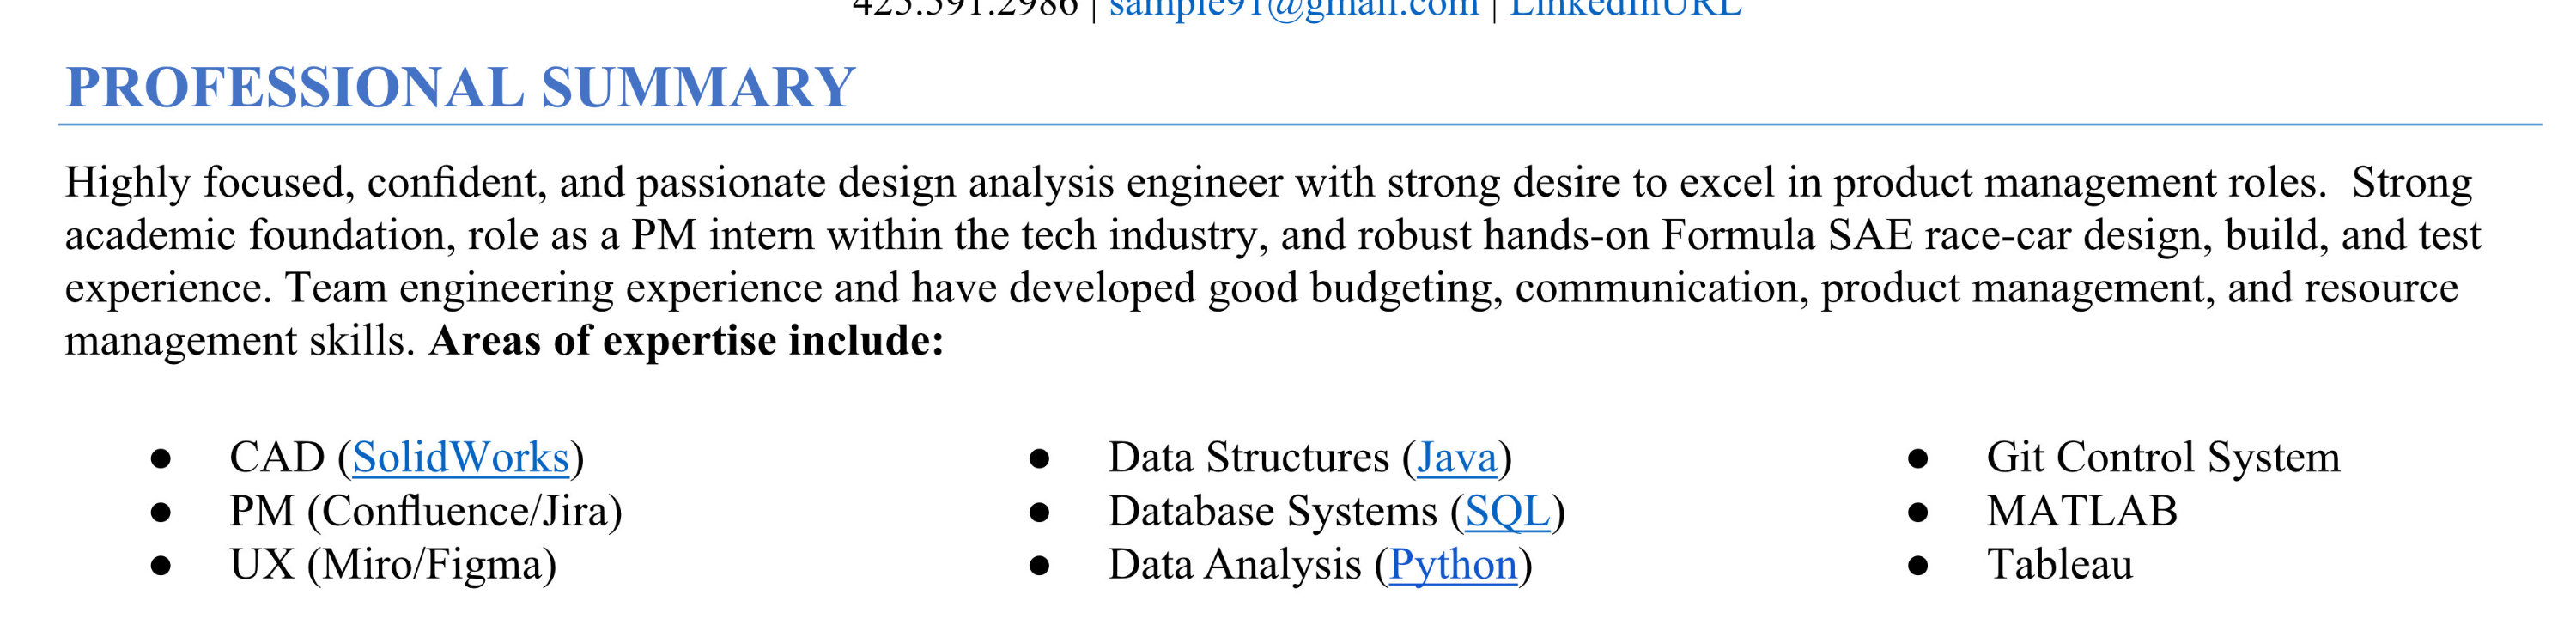 425.591.2986 | sample91@gmail.com | LinkedInURL
PROFESSIONAL SUMMARY
Highly focused, confident, and passionate design analysis engineer with strong desire to excel in product management roles.  Strong
academic foundation, role as a PM intern within the tech industry, and robust hands-on Formula SAE race-car design, build, and test
experience. Team engineering experience and have developed good budgeting, communication, product management, and resource
management skills. Areas of expertise include:
● CAD (SolidWorks)
● PM (Confluence/Jira)
● UX (Miro/Figma)
● Data Structures (Java)
● Database Systems (SQL)
● Data Analysis (Python)
● Git Control System
● MATLAB
● Tableau